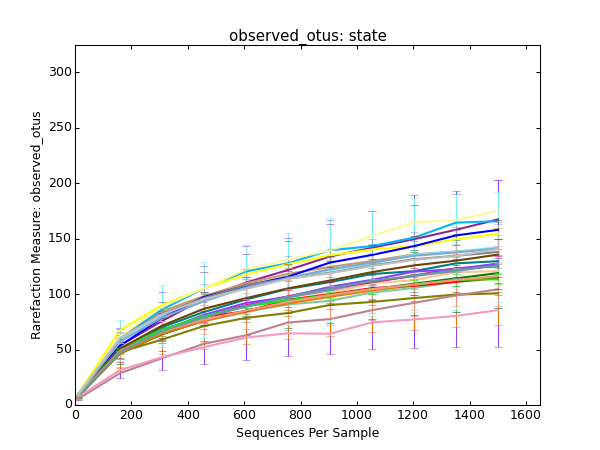 observed_otus: state
300
250
200
150
100
50
0
Rarefaction Measure: observed_otus
0 200 400 600 800 1000 1200 1400 1600
Sequences Per Sample